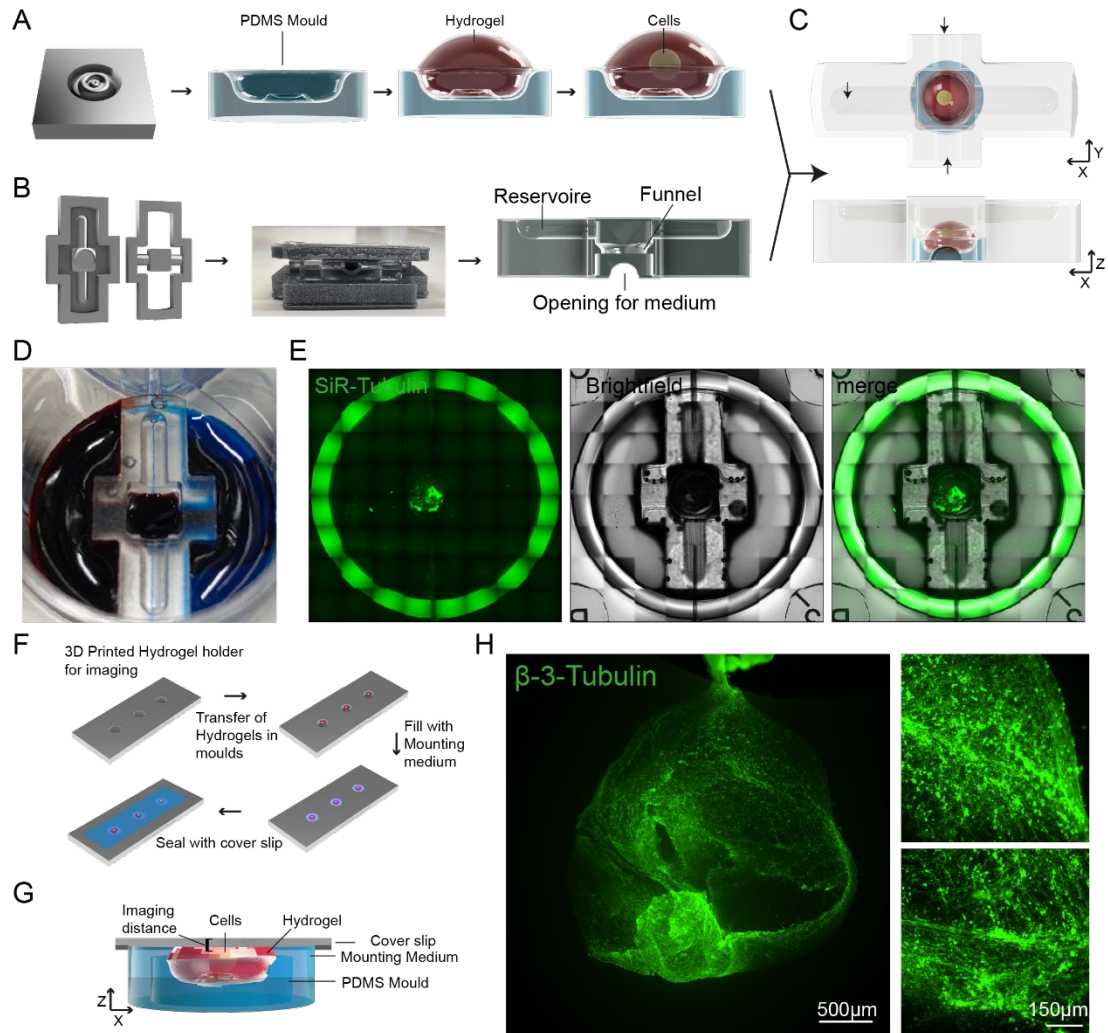 A
PDMS Mould
Hydrogel
Cells
C
Y
X
B
Reservoire
Funnel
Opening for medium
Z
X
D
E
SiR-Tubulin
Brightfield
merge
C
C
F
3D Printed Hydrogel holder
for imaging
Transfer of
Hydrogels in
moulds
Fill with
Mounting
medium
Seal with cover slip
G
Imaging
distance
Cells
Hydrogel
Cover slip
Mounting Medium
PDMS Mould
Z
X
H
β-3-Tubulin
500µm
150µm